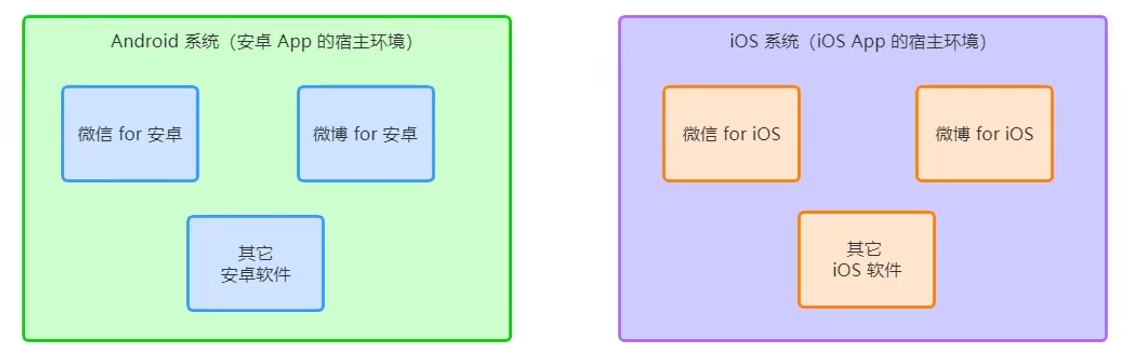 Android 系统（安卓 App 的宿主环境）
微信 for 安卓
微博 for 安卓
其它
安卓软件
iOS 系统（iOS App 的宿主环境）
微信 for iOS
微博 for iOS
其它
iOS 软件